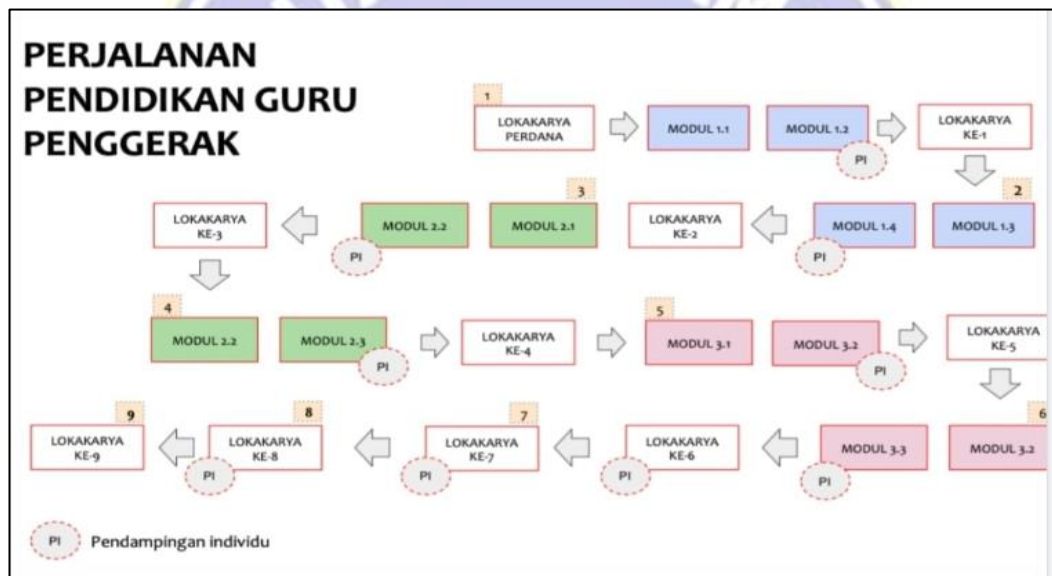 PERJALANAN
PENDIDIKAN GURU
PENGGERAK
1
LOKAKARYA
PERDANA
MODUL 1.1
MODUL 1.2
PI
LOKAKARYA
KE-1
2
MODUL 1.3
MODUL 1.4
PI
LOKAKARYA
KE-2
3
MODUL 2.1
MODUL 2.2
PI
LOKAKARYA
KE-3
4
MODUL 2.2
MODUL 2.3
PI
LOKAKARYA
KE-4
5
MODUL 3.1
MODUL 3.2
PI
LOKAKARYA
KE-5
6
MODUL 3.2
MODUL 3.3
PI
LOKAKARYA
KE-6
PI
7
LOKAKARYA
KE-7
PI
8
LOKAKARYA
KE-8
PI
9
LOKAKARYA
KE-9
PI Pendampingan individu